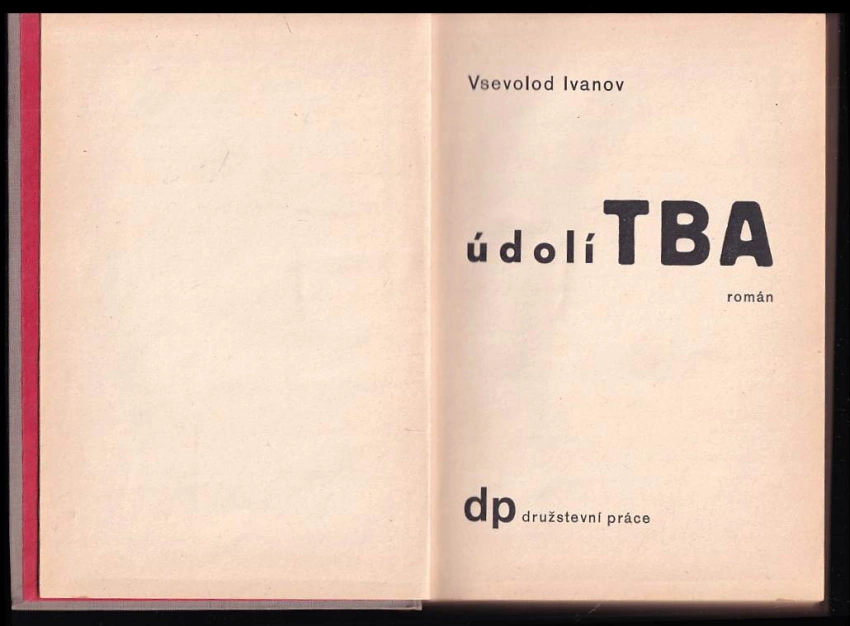 Vsevolod Ivanov
údolí TBA
román
dp družstevní práce